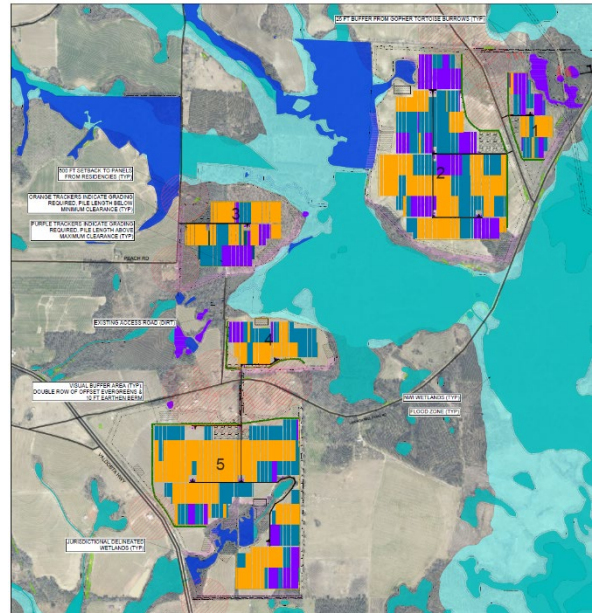 25 FT BUFFER FROM GOPHER TORTOISE BURROWS (TYP)
1
2
500 FT SETBACK TO PANELS
FROM RESIDENCIES (TYP)
ORANGE TRACKERS INDICATE GRADING
REQUIRED, PILE LENGTH BELOW
MINIMUM CLEARANCE (TYP)
PURPLE TRACKERS INDICATE GRADING
REQUIRED, PILE LENGTH ABOVE
MAXIMUM CLEARANCE (TYP)
3
PEACH RD
EXISTING ACCESS ROAD (DIRT)
4
VISUAL BUFFER AREA (TYP)
DOUBLE ROW OF OFFSET EVERGREENS &
10 FT EARTHEN BERM
NWI WETLANDS (TYP)
FLOOD ZONE (TYP)
5
VALDOSTA HWY
JURISDICTIONAL DELINEATED
WETLANDS (TYP)